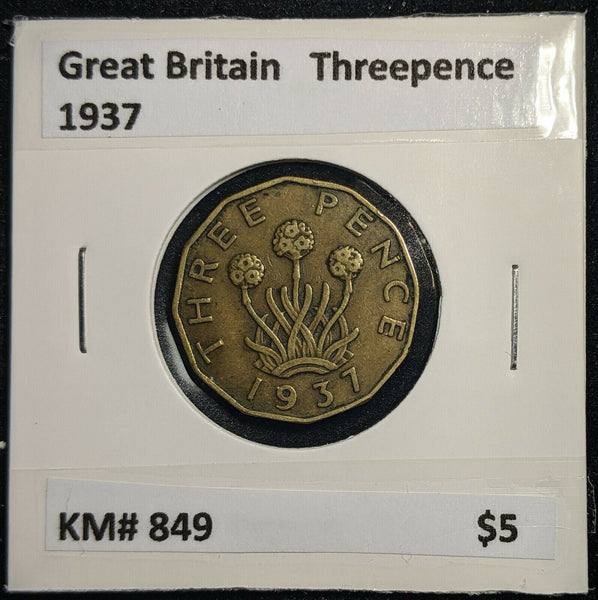 Great Britain Threepence
1937
THREE PENCE
1937
KM# 849 $5